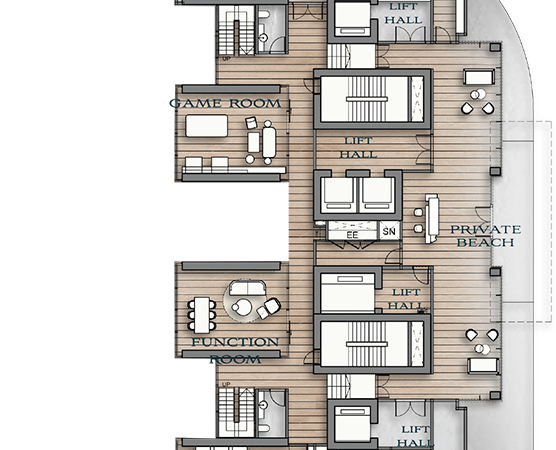 LIFT
HALL
UP
GAME ROOM
LIFT
HALL
EE
SN
PRIVATE
BEACH
LIFT
HALL
FUNCTION
ROOM
UP
LIFT
HALL